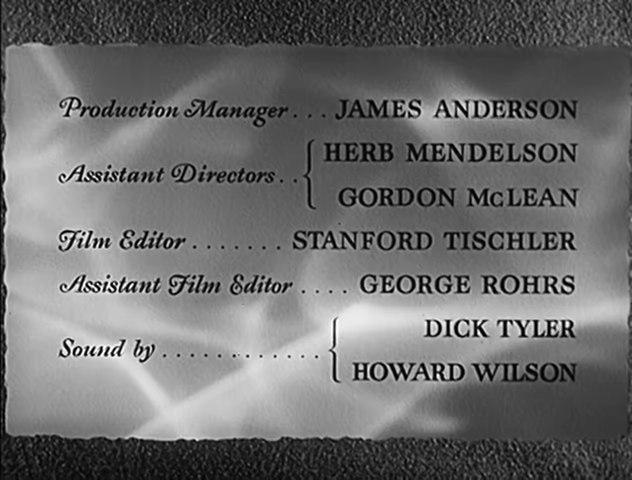 Production Manager . . . JAMES ANDERSON
Assistant Directors . . { HERB MENDELSON
GORDON McLEAN
Film Editor . . . . . . . STANFORD TISCHLER
Assistant Film Editor . . . . GEORGE ROHRS
Sound by . . . . . . . . . . . . . { DICK TYLER
HOWARD WILSON